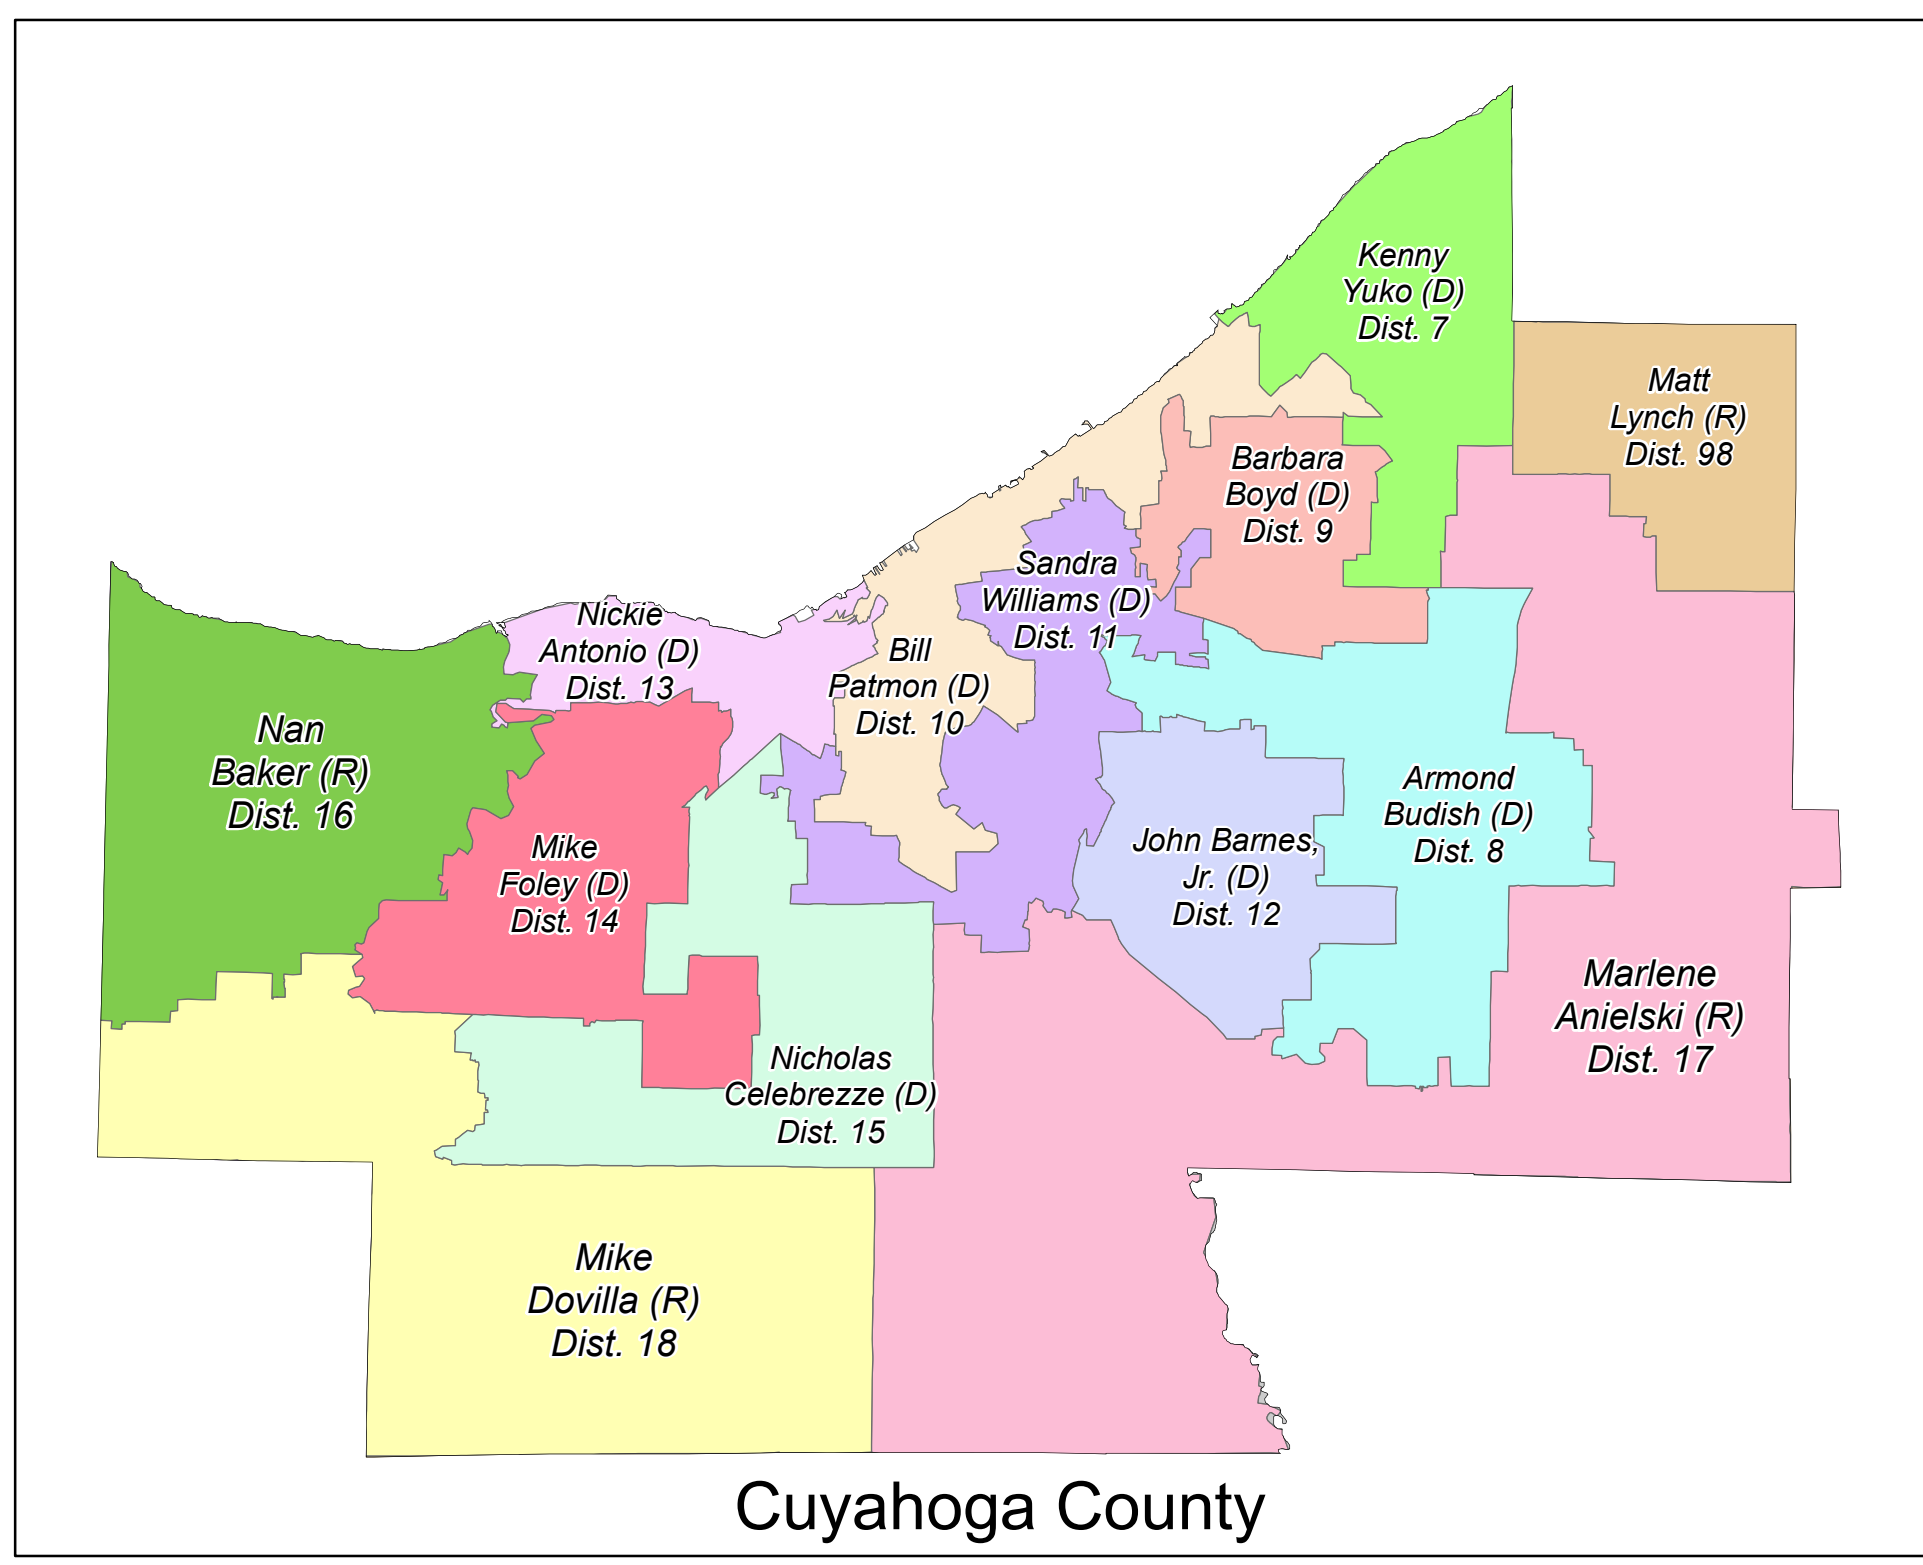 Kenny
Yuko (D)
Dist. 7
Matt
Lynch (R)
Dist. 98
Barbara
Boyd (D)
Dist. 9
Sandra
Williams (D)
Dist. 11
Nickie
Antonio (D)
Dist. 13
Bill
Patmon (D)
Dist. 10
Nan
Baker (R)
Dist. 16
Armond
Budish (D)
Dist. 8
Mike
Foley (D)
Dist. 14
John Barnes,
Jr. (D)
Dist. 12
Marlene
Anielski (R)
Dist. 17
Nicholas
Celebrezze (D)
Dist. 15
Mike
Dovilla (R)
Dist. 18
Cuyahoga County